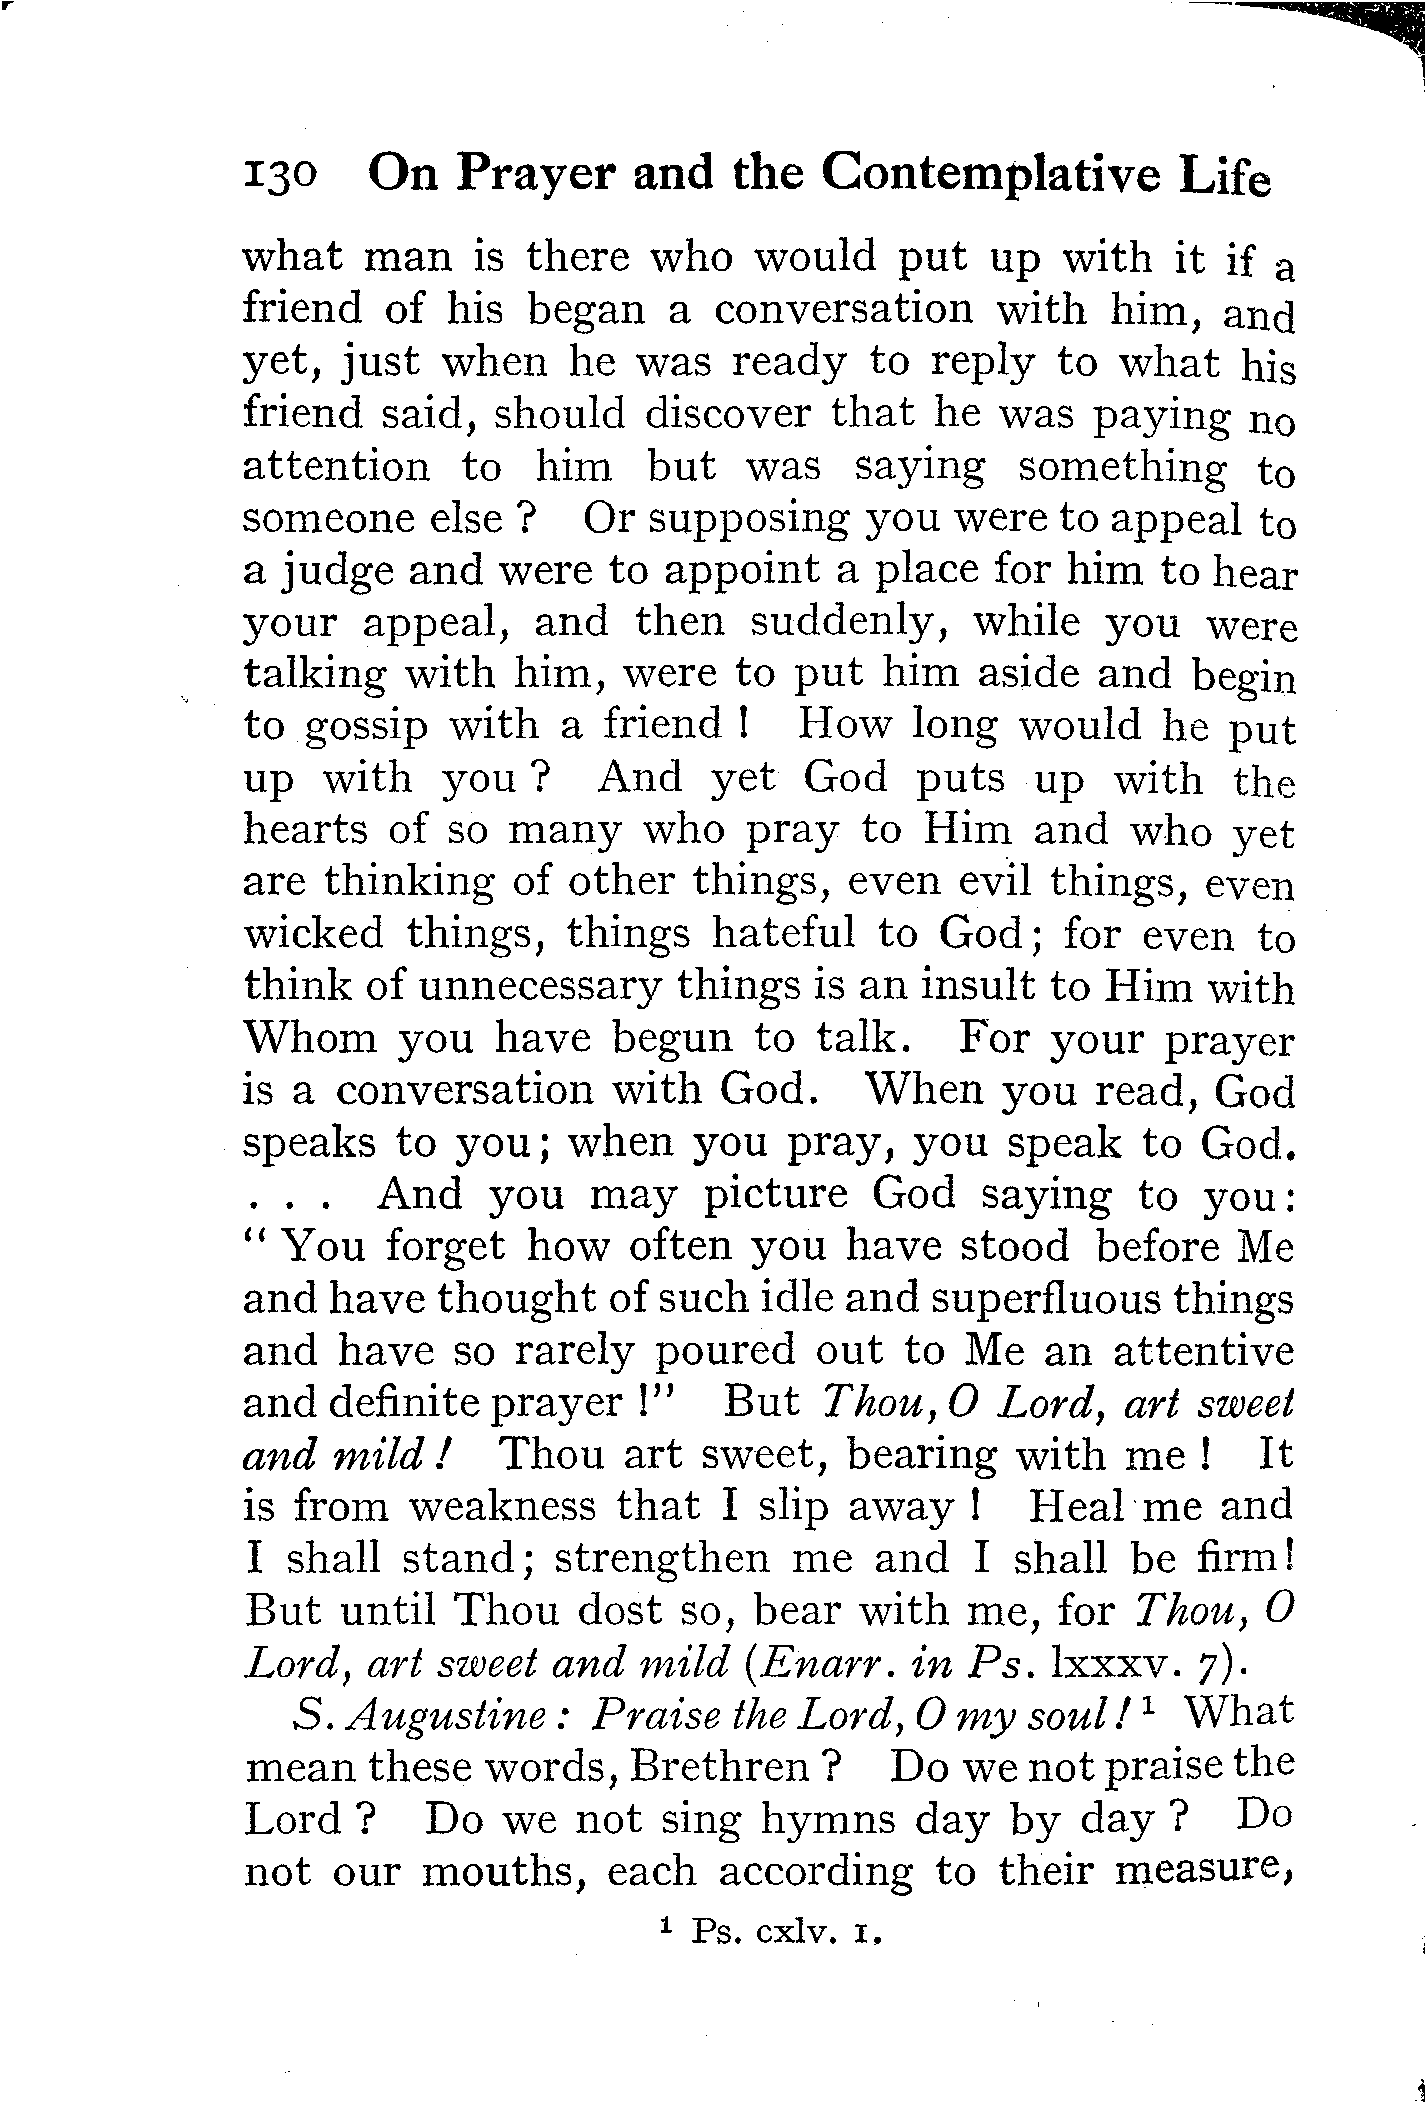 130 On Prayer and the Contemplative Life
what man is there who would put up with it if a
friend of his began a conversation with him, and
yet, just when he was ready to reply to what his
friend said, should discover that he was paying no
attention to him but was saying something to
someone else ? Or supposing you were to appeal to
a judge and were to appoint a place for him to hear
your appeal, and then suddenly, while you were
talking with him, were to put him aside and begin
to gossip with a friend ! How long would he put
up with you ? And yet God puts up with the
hearts of so many who pray to Him and who yet
are thinking of other things, even evil things, even
wicked things, things hateful to God; for even to
think of unnecessary things is an insult to Him with
Whom you have begun to talk. For your prayer
is a conversation with God. When you read, God
speaks to you; when you pray, you speak to God.
. . . And you may picture God saying to you:
“ You forget how often you have stood before Me
and have thought of such idle and superfluous things
and have so rarely poured out to Me an attentive
and definite prayer !” But Thou, O Lord, art sweet
and mild ! Thou art sweet, bearing with me ! It
is from weakness that I slip away ! Heal me and
I shall stand; strengthen me and I shall be firm!
But until Thou dost so, bear with me, for Thou, O
Lord, art sweet and mild (Enarr. in Ps. lxxxv. 7).
S. Augustine : Praise the Lord, O my soul ! ¹ What
mean these words, Brethren ? Do we not praise the
Lord ? Do we not sing hymns day by day ? Do
not our mouths, each according to their measure,
¹ Ps. cxlv. 1.